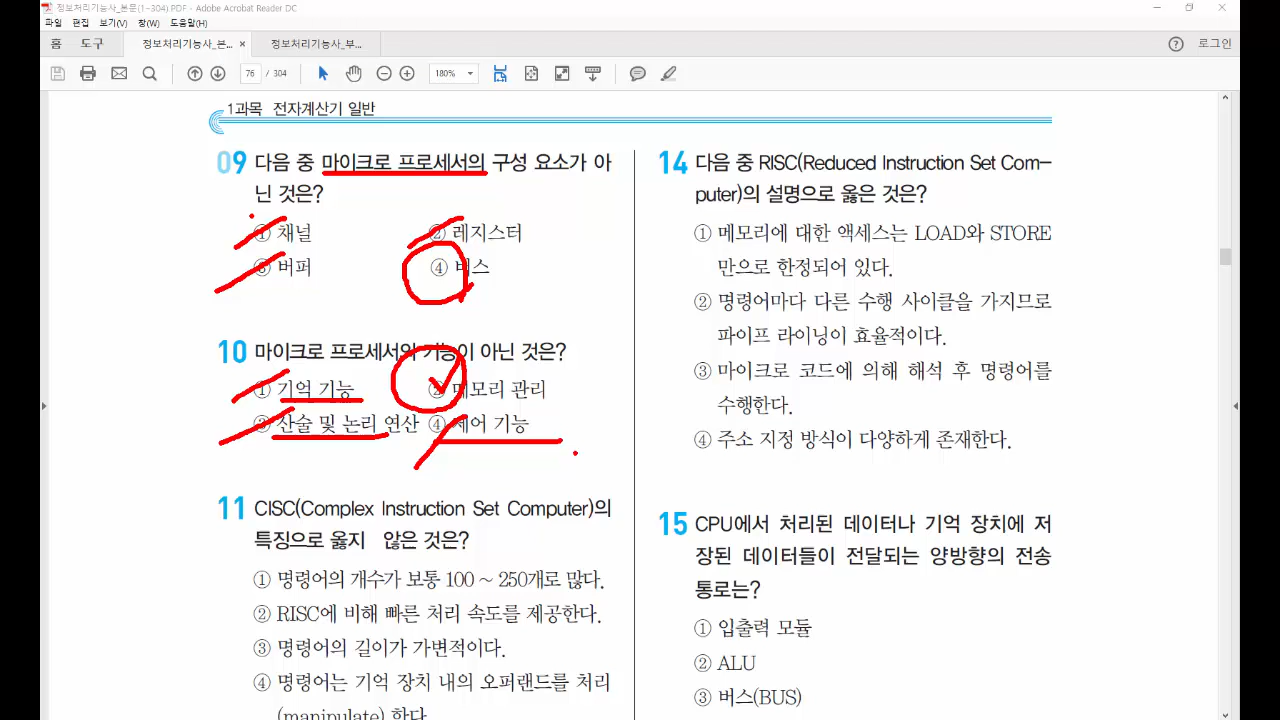 정보처리기능사_본문(1-304).PDF - Adobe Acrobat Reader DC
파일 편집 보기(V) 창(W) 도움말(H)
홈 도구 정보처리기능사_본... × 정보처리기능사_부... 로그인
76 / 304 180%
1과목 전자계산기 일반
09 다음 중 마이크로 프로세서의 구성 요소가 아
닌 것은?
① 채널 ② 레지스터
③ 버퍼 ④ 버스
10 마이크로 프로세서의 기능이 아닌 것은?
① 기억 기능 ② 메모리 관리
③ 산술 및 논리 연산 ④ 제어 기능
11 CISC(Complex Instruction Set Computer)의
특징으로 옳지 않은 것은?
① 명령어의 개수가 보통 100 ~ 250개로 많다.
② RISC에 비해 빠른 처리 속도를 제공한다.
③ 명령어의 길이가 가변적이다.
④ 명령어는 기억 장치 내의 오퍼랜드를 처리
(manipulate) 한다.
14 다음 중 RISC(Reduced Instruction Set Com-
puter)의 설명으로 옳은 것은?
① 메모리에 대한 액세스는 LOAD와 STORE
만으로 한정되어 있다.
② 명령어마다 다른 수행 사이클을 가지므로
파이프 라이닝이 효율적이다.
③ 마이크로 코드에 의해 해석 후 명령어를
수행한다.
④ 주소 지정 방식이 다양하게 존재한다.
15 CPU에서 처리된 데이터나 기억 장치에 저
장된 데이터들이 전달되는 양방향의 전송
통로는?
① 입출력 모듈
② ALU
③ 버스(BUS)